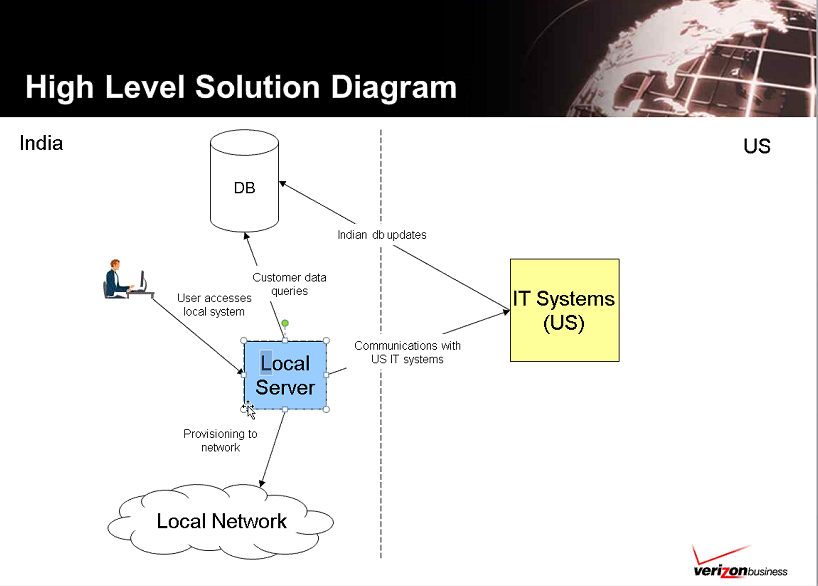 High Level Solution Diagram
India
US
DB
Indian db updates
Customer data
queries
User accesses
local system
IT Systems
(US)
Communications with
US IT systems
Local
Server
Provisioning to
network
Local Network
verizonbusiness